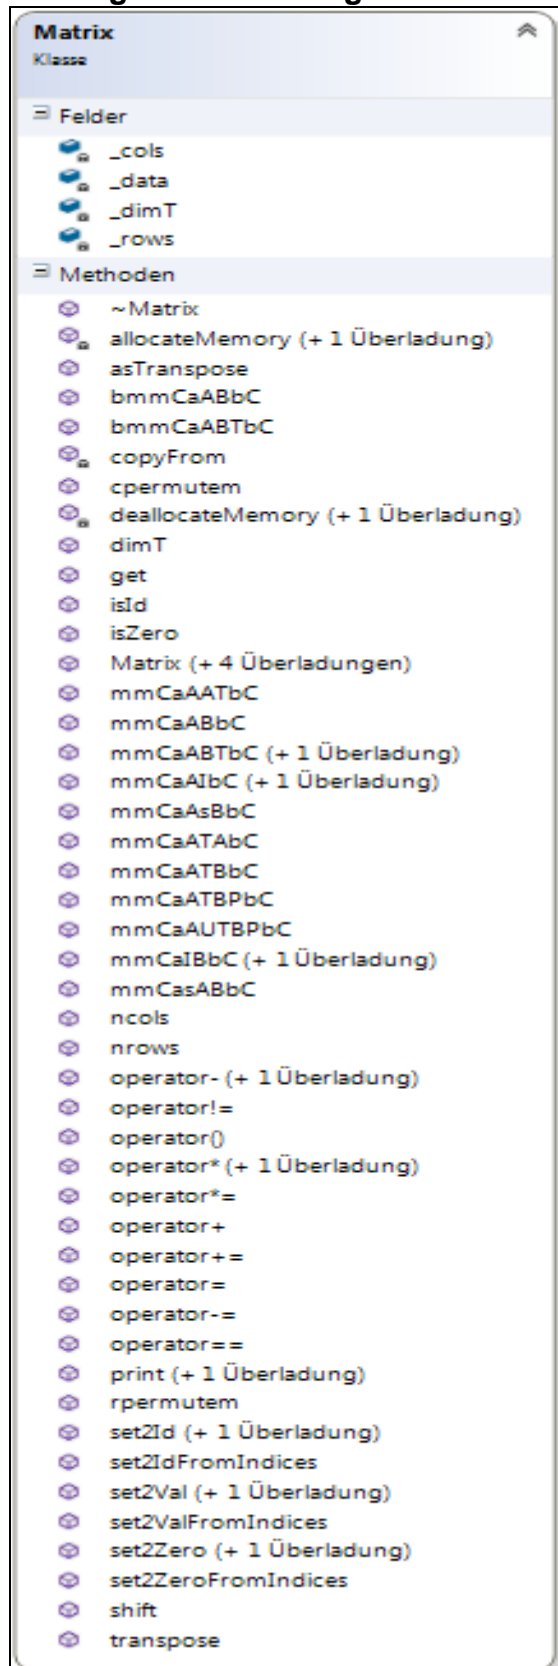 Matrix
Klasse
Felder
_cols
_data
_dimT
_rows
Methoden
~Matrix
allocateMemory (+ 1 Überladung)
asTranspose
bmmCaABbC
bmmCaABTbC
copyFrom
cpermutem
deallocateMemory (+ 1 Überladung)
dimT
get
isId
isZero
Matrix (+ 4 Überladungen)
mmCaAATbC
mmCaABbC
mmCaABTbC (+ 1 Überladung)
mmCaAIbC (+ 1 Überladung)
mmCaAsBbC
mmCaATAbC
mmCaATBbC
mmCaATBPbC
mmCaAUTBPbC
mmCaIBbC (+ 1 Überladung)
mmCasABbC
ncols
nrows
operator- (+ 1 Überladung)
operator!=
operator()
operator* (+ 1 Überladung)
operator*=
operator+
operator+=
operator=
operator-=
operator==
print (+ 1 Überladung)
rpermutem
set2Id (+ 1 Überladung)
set2IdFromIndices
set2Val (+ 1 Überladung)
set2ValFromIndices
set2Zero (+ 1 Überladung)
set2ZeroFromIndices
shift
transpose